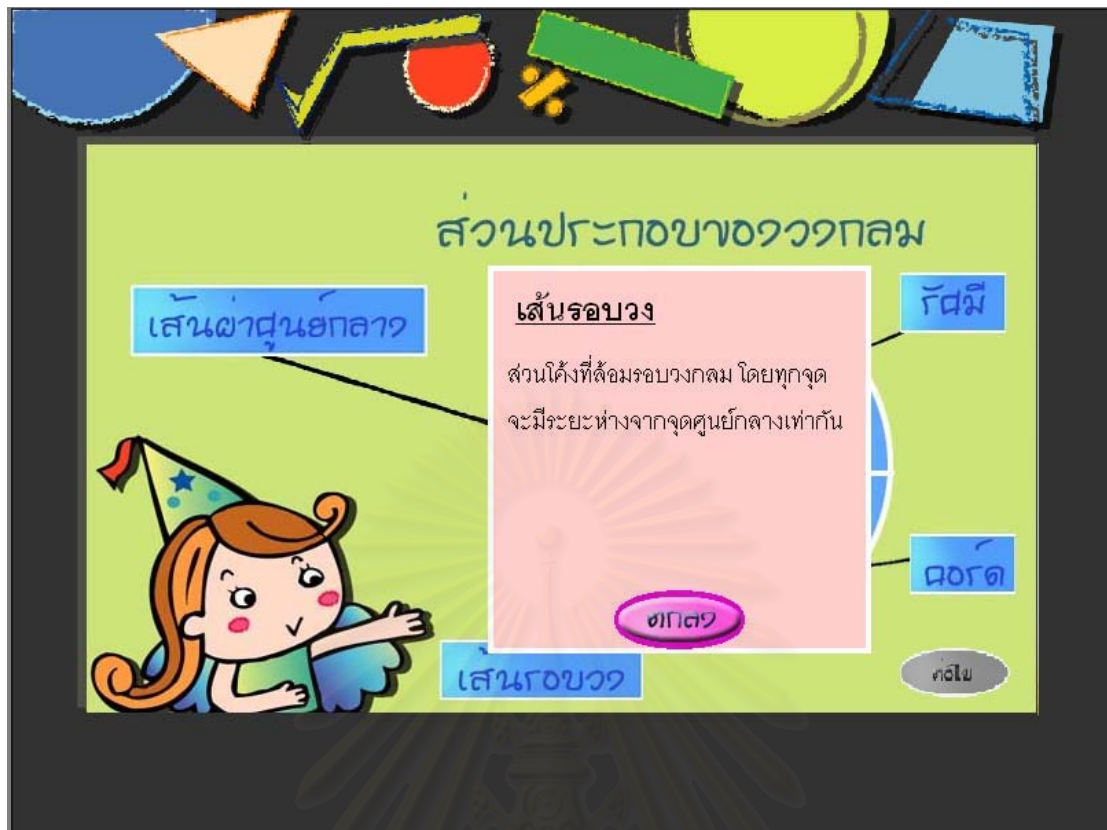 ส่วนประกอบของวงกลม
เส้นผ่าศูนย์กลาง
รัศมี
เส้นรอบวง
ส่วนโค้งที่ล้อมรอบวงกลม โดยทุกจุด
จะมีระยะห่างจากจุดศูนย์กลางเท่ากัน
คอร์ด
ตกลง
เส้นรอบวง
ต่อไป